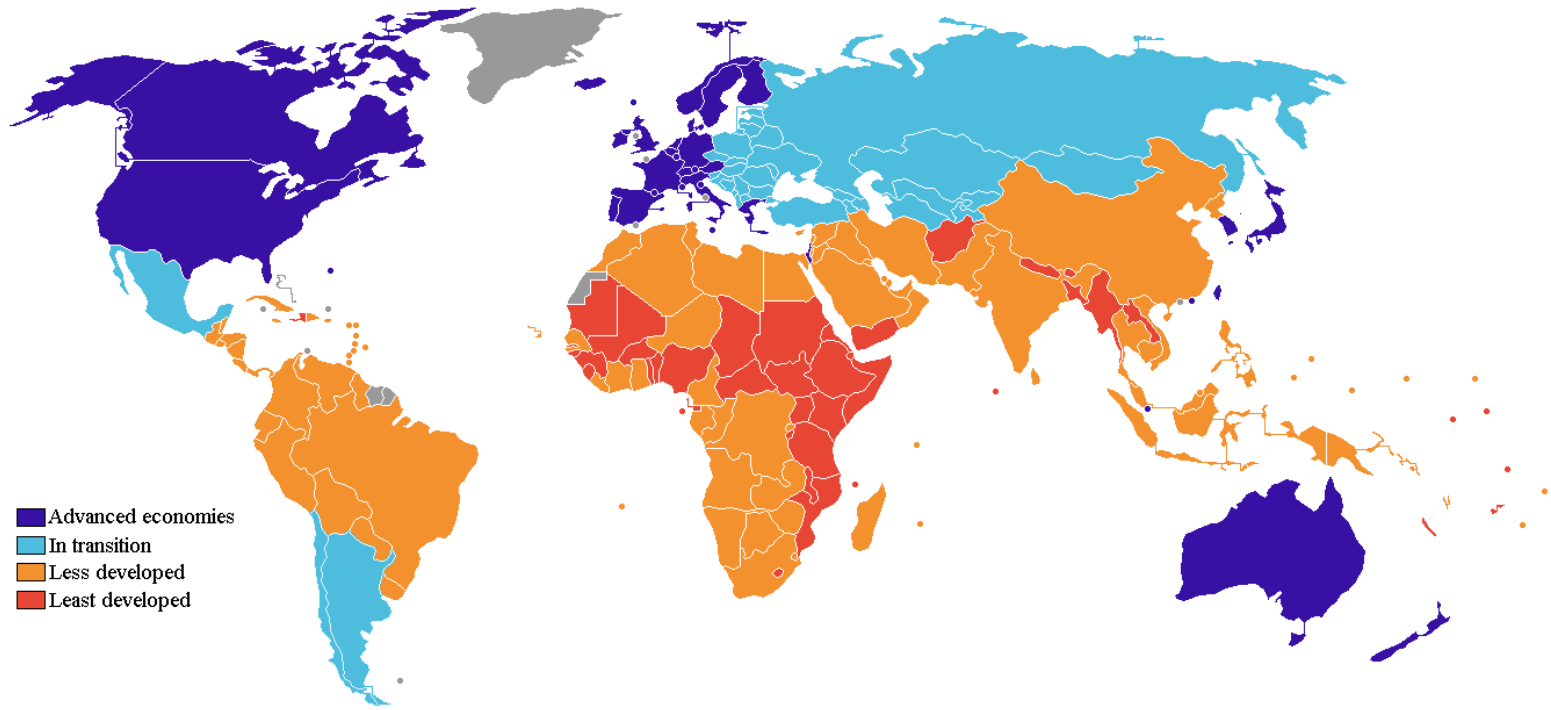 Advanced economies
In transition
Less developed
Least developed